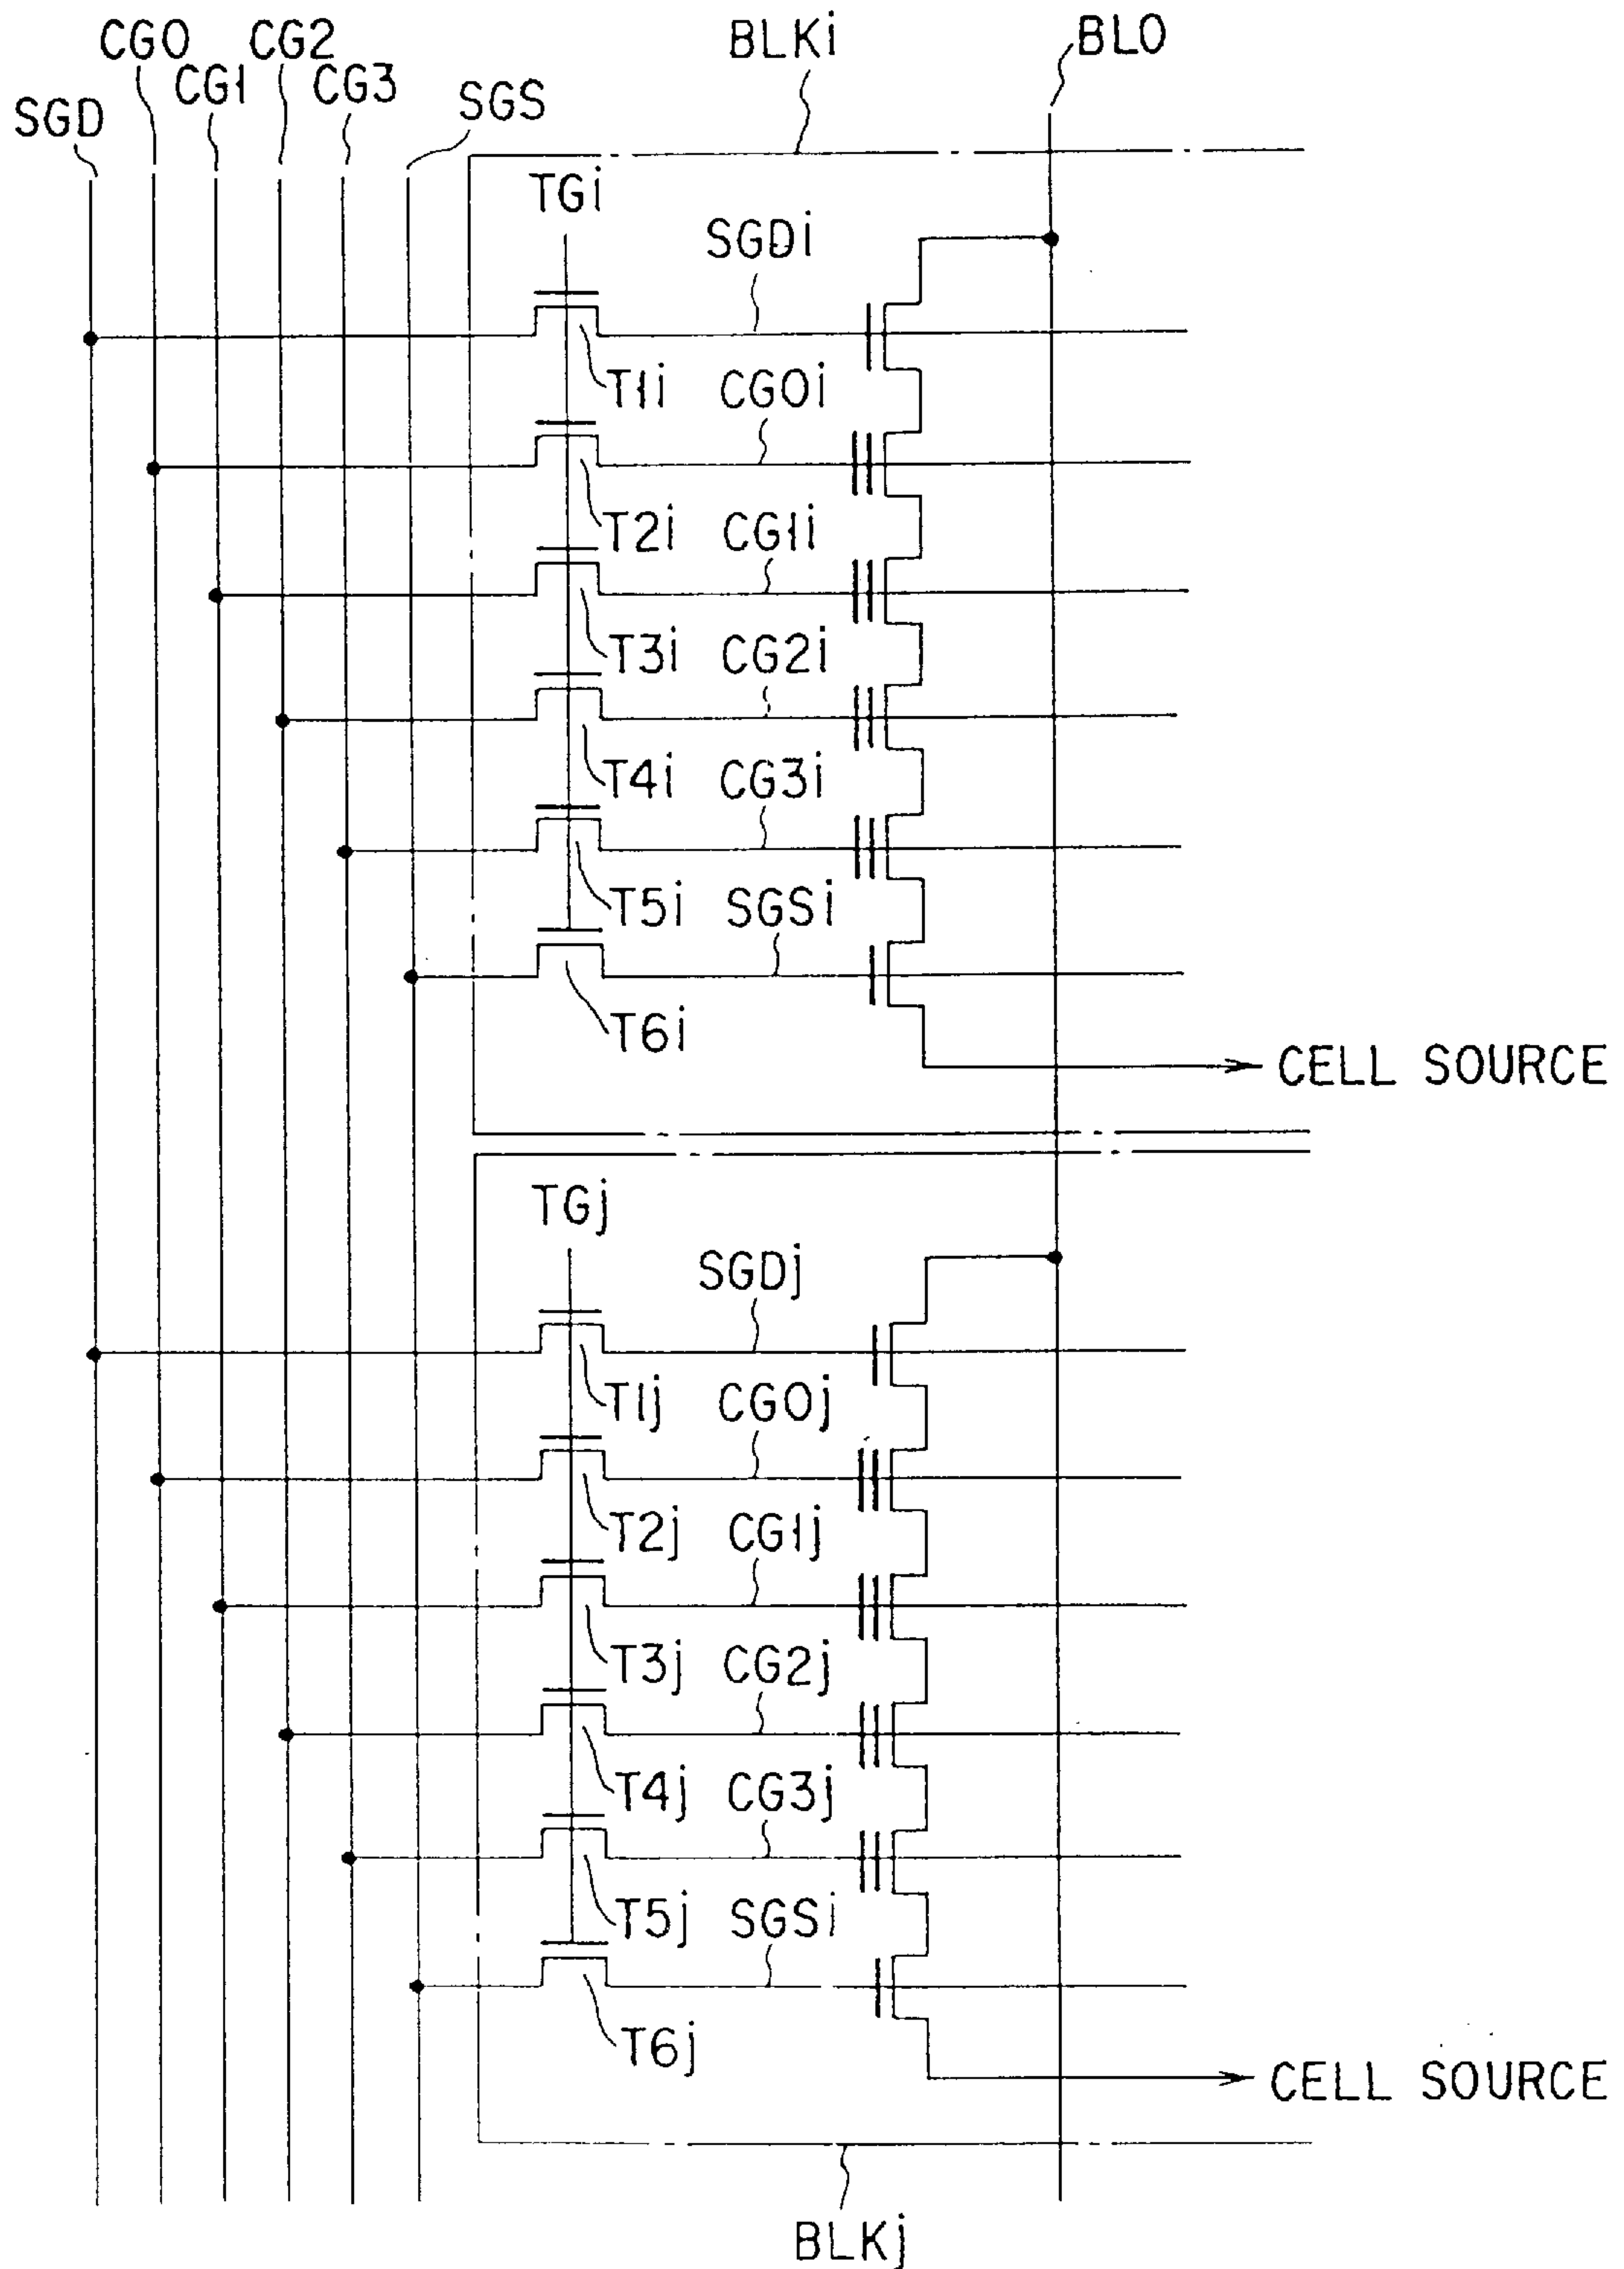 CG0 CG2 BLKi BL0
CG1 CG3
SGD SGS
TGi
SGDi
T1i CG0i
T2i CG1i
T3i CG2i
T4i CG3i
T5i SGSi
T6i
CELL SOURCE
TGj
SGDj
T1j CG0j
T2j CG1j
T3j CG2j
T4j CG3j
T5j SGSi
T6j
CELL SOURCE
BLKj